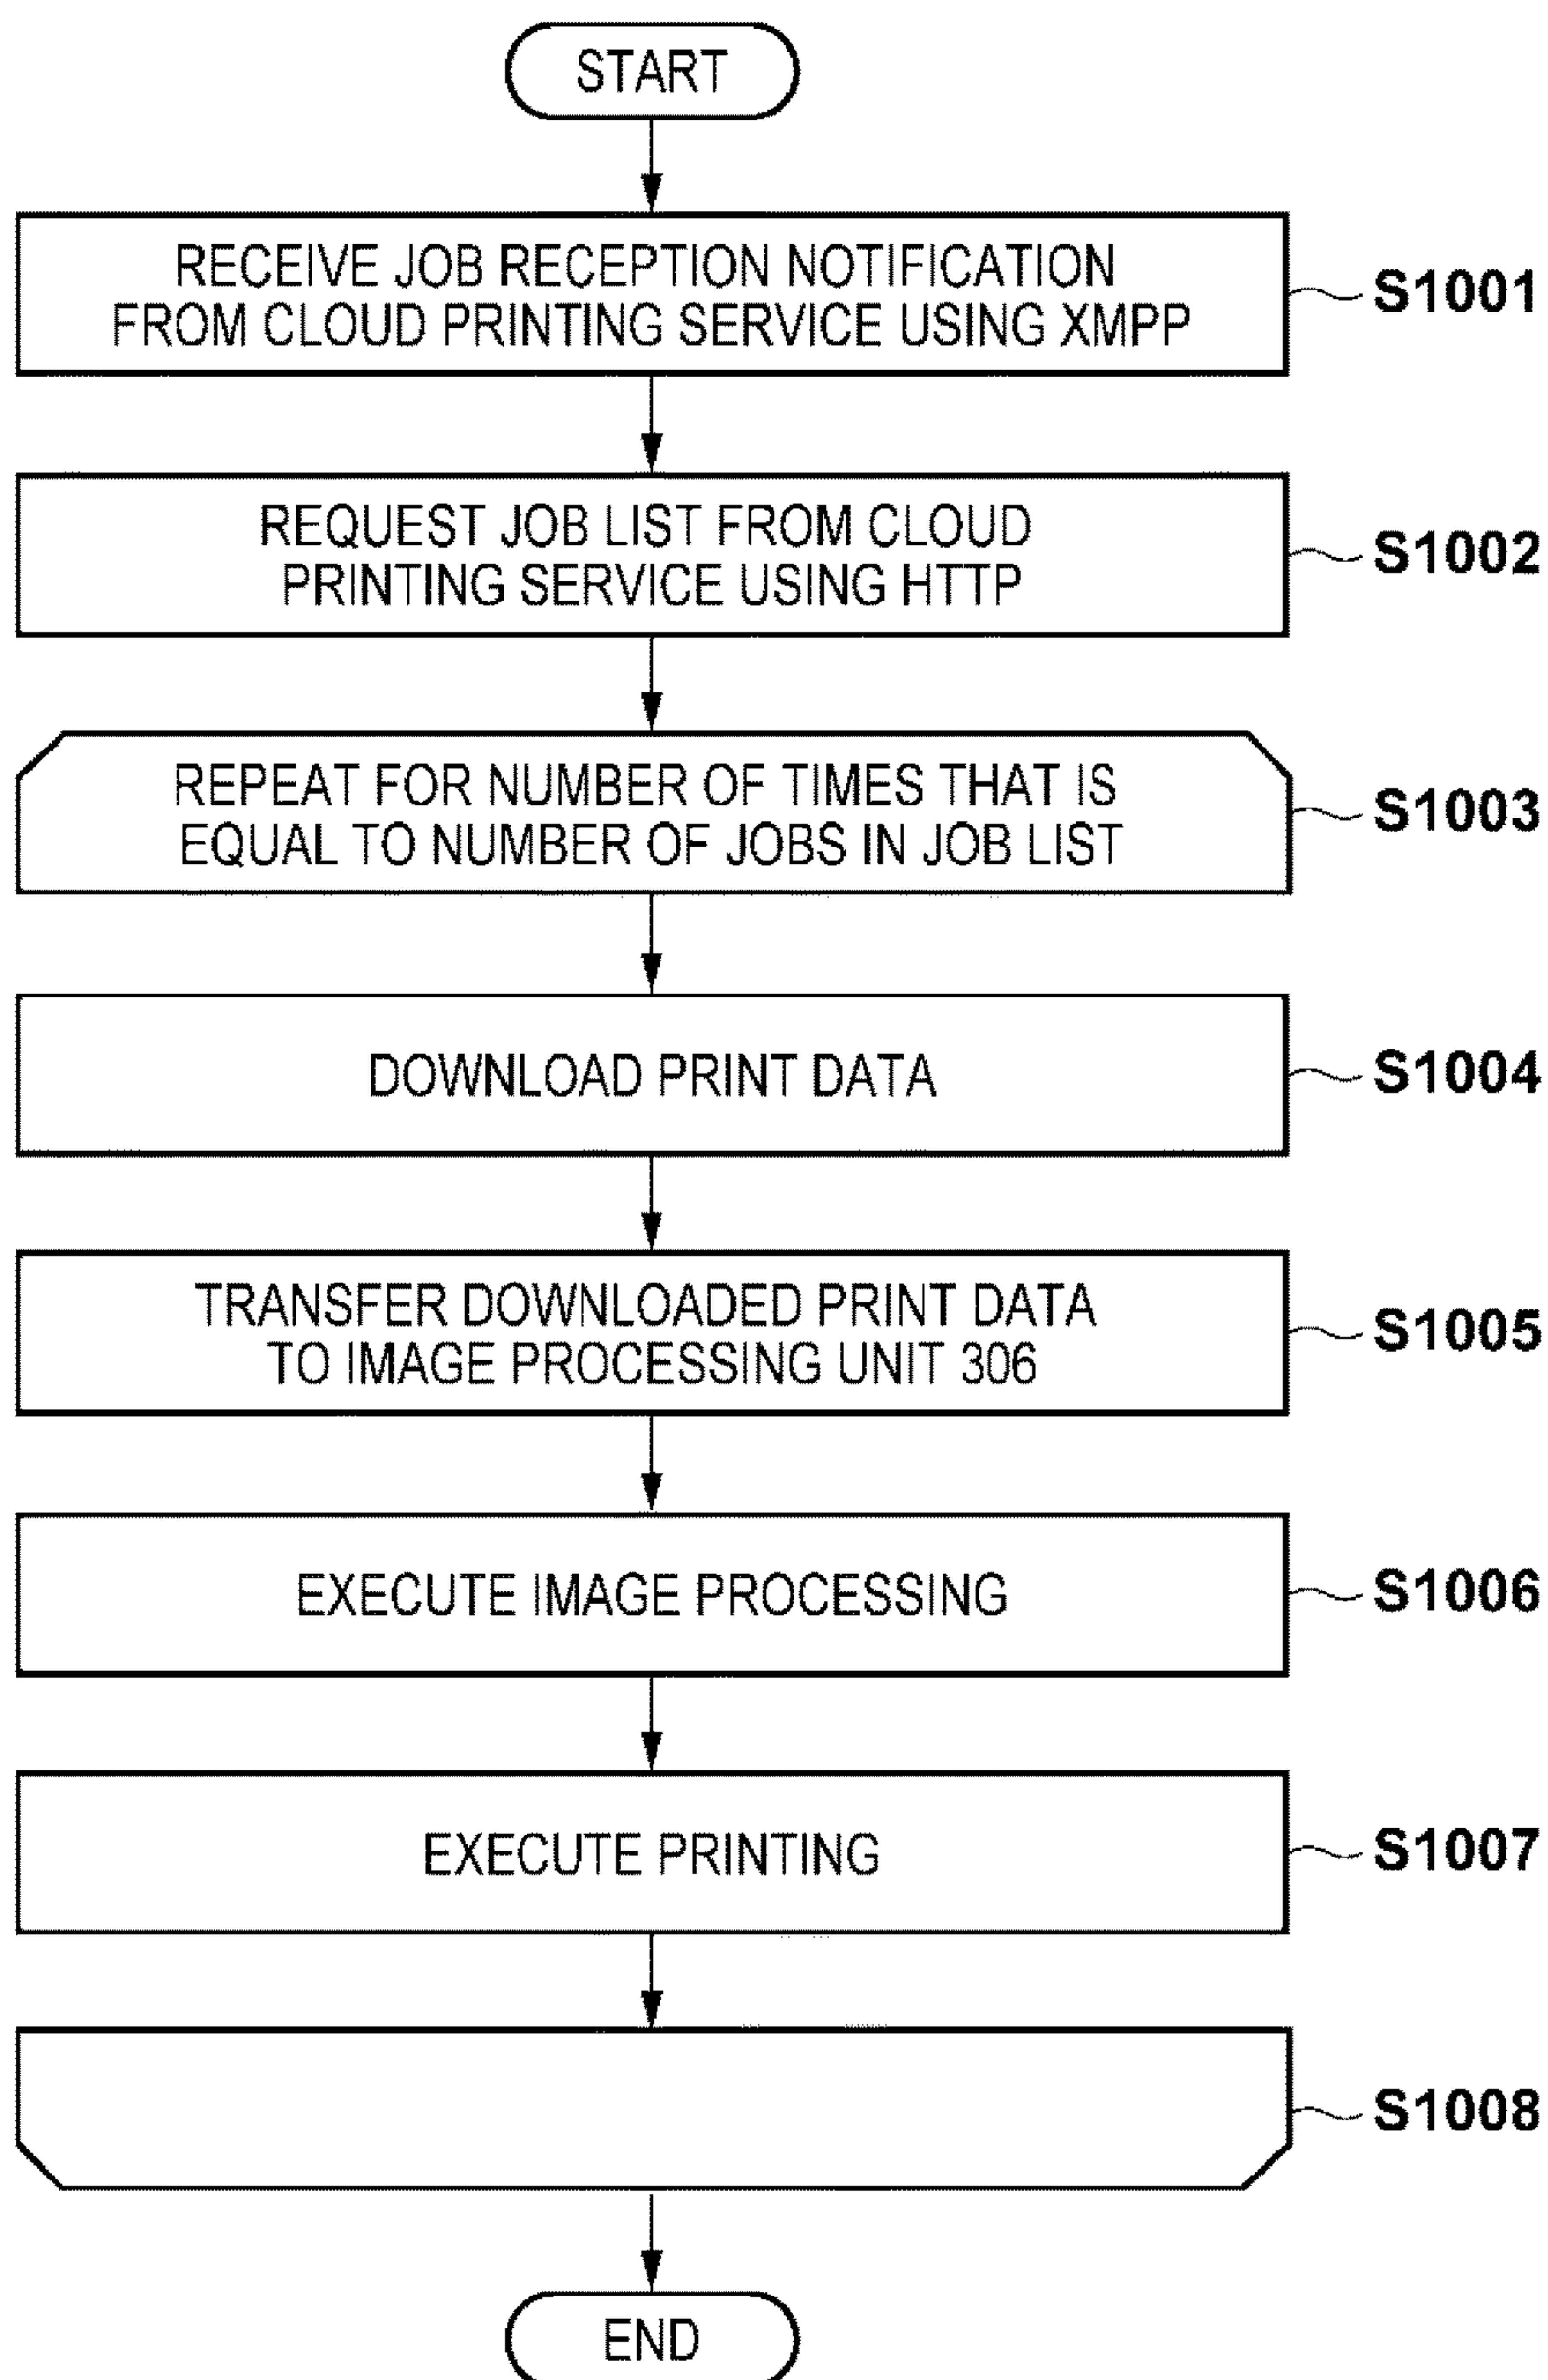 START
RECEIVE JOB RECEPTION NOTIFICATION
FROM CLOUD PRINTING SERVICE USING XMPP
S1001
REQUEST JOB LIST FROM CLOUD
PRINTING SERVICE USING HTTP
S1002
REPEAT FOR NUMBER OF TIMES THAT IS
EQUAL TO NUMBER OF JOBS IN JOB LIST
S1003
DOWNLOAD PRINT DATA
S1004
TRANSFER DOWNLOADED PRINT DATA
TO IMAGE PROCESSING UNIT 306
S1005
EXECUTE IMAGE PROCESSING
S1006
EXECUTE PRINTING
S1007
S1008
END